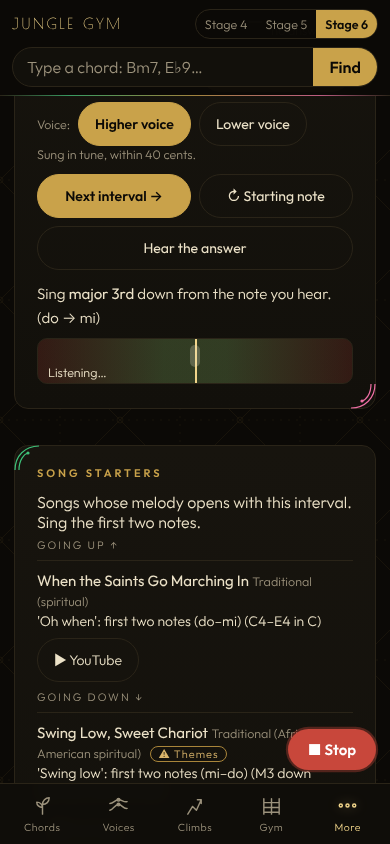 JUNGLE GYM
Stage 4 Stage 5 Stage 6
Type a chord: Bm7, E♭9... Find
Voice: Higher voice Lower voice
Sung in tune, within 40 cents.
Next interval → ↻ Starting note
Hear the answer
Sing major 3rd down from the note you hear.
(do → mi)
Listening...
SONG STARTERS
Songs whose melody opens with this interval.
Sing the first two notes.
GOING UP ↑
When the Saints Go Marching In Traditional
(spiritual)
'Oh when': first two notes (do–mi) (C4–E4 in C)
▶ YouTube
GOING DOWN ↓
Swing Low, Sweet Chariot Traditional
American spiritual) ⚠ Themes
'Swing low': first two notes (mi–do) (M3 down
■ Stop
Chords Voices Climbs Gym More